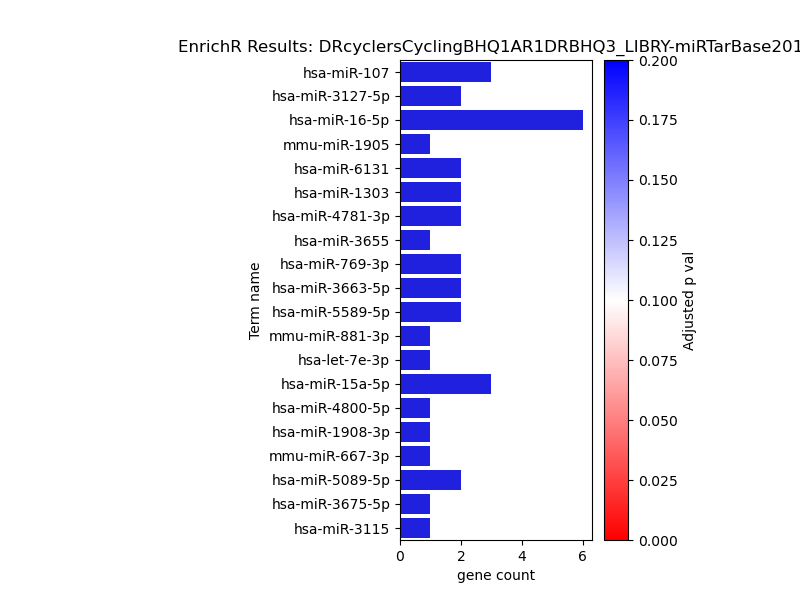 EnrichR Results: DRcyclersCyclingBHQ1AR1DRBHQ3_LIBRY-miRTarBase201
hsa-miR-107
hsa-miR-3127-5p
hsa-miR-16-5p
mmu-miR-1905
hsa-miR-6131
hsa-miR-1303
hsa-miR-4781-3p
hsa-miR-3655
hsa-miR-769-3p
hsa-miR-3663-5p
hsa-miR-5589-5p
mmu-miR-881-3p
hsa-let-7e-3p
hsa-miR-15a-5p
hsa-miR-4800-5p
hsa-miR-1908-3p
mmu-miR-667-3p
hsa-miR-5089-5p
hsa-miR-3675-5p
hsa-miR-3115
Term name
0 2 4 6
gene count
0.200
0.175
0.150
0.125
0.100
0.075
0.050
0.025
0.000
Adjusted p val